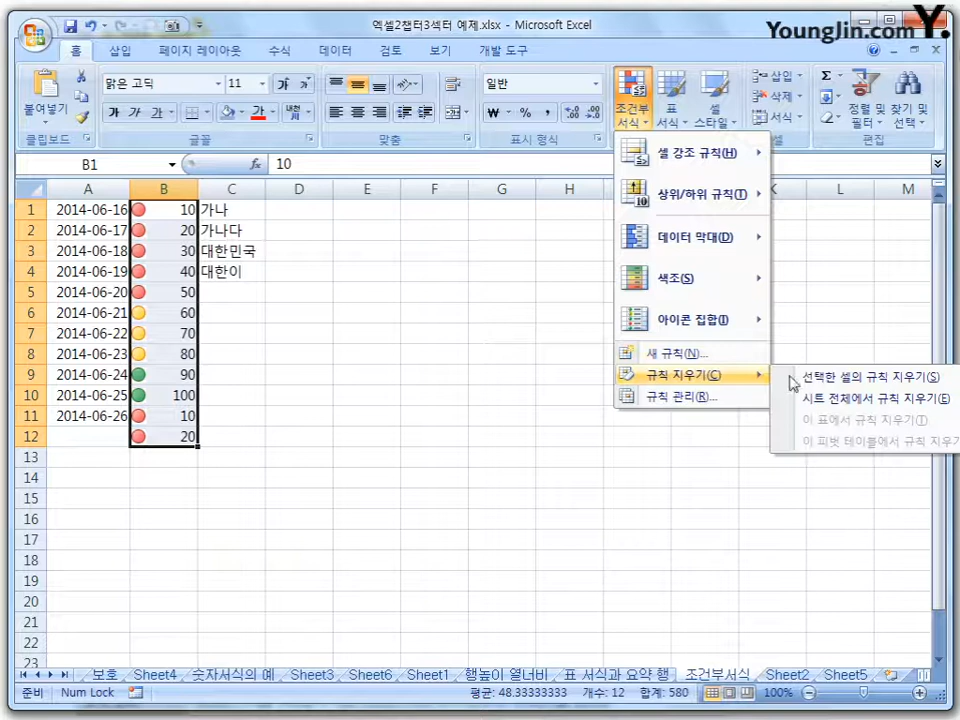 엑셀2챕터3섹터 예제.xlsx - Microsoft Excel
YoungJin.com Y.
홈 삽입 페이지 레이아웃 수식 데이터 검토 보기 개발 도구
붙여넣기
클립보드
맑은 고딕 11
가 가 가
글꼴
맞춤
일반
₩ % ,
표시 형식
조건부 서식
표 서식
셀 스타일
삽입
삭제
서식
셀
Σ
정렬 및 필터
찾기 및 선택
편집
셀 강조 규칙(H)
상위/하위 규칙(T)
데이터 막대(D)
색조(S)
아이콘 집합(I)
새 규칙(N)...
규칙 지우기(C)
규칙 관리(R)...
선택한 셀의 규칙 지우기(S)
시트 전체에서 규칙 지우기(E)
이 표에서 규칙 지우기(T)
이 피벗 테이블에서 규칙 지우기
B1 fx 10
A B C D E F G H K L M
1 2014-06-16 10 가나
2 2014-06-17 20 가나다
3 2014-06-18 30 대한민국
4 2014-06-19 40 대한이
5 2014-06-20 50
6 2014-06-21 60
7 2014-06-22 70
8 2014-06-23 80
9 2014-06-24 90
10 2014-06-25 100
11 2014-06-26 10
12 20
13
14
15
16
17
18
19
20
21
22
23
보호 Sheet4 숫자서식의 예 Sheet3 Sheet6 Sheet1 행높이 열너비 표 서식과 요약 행 조건부서식 Sheet2 Sheet5
준비 Num Lock 평균: 48.33333333 개수: 12 합계: 580 100%